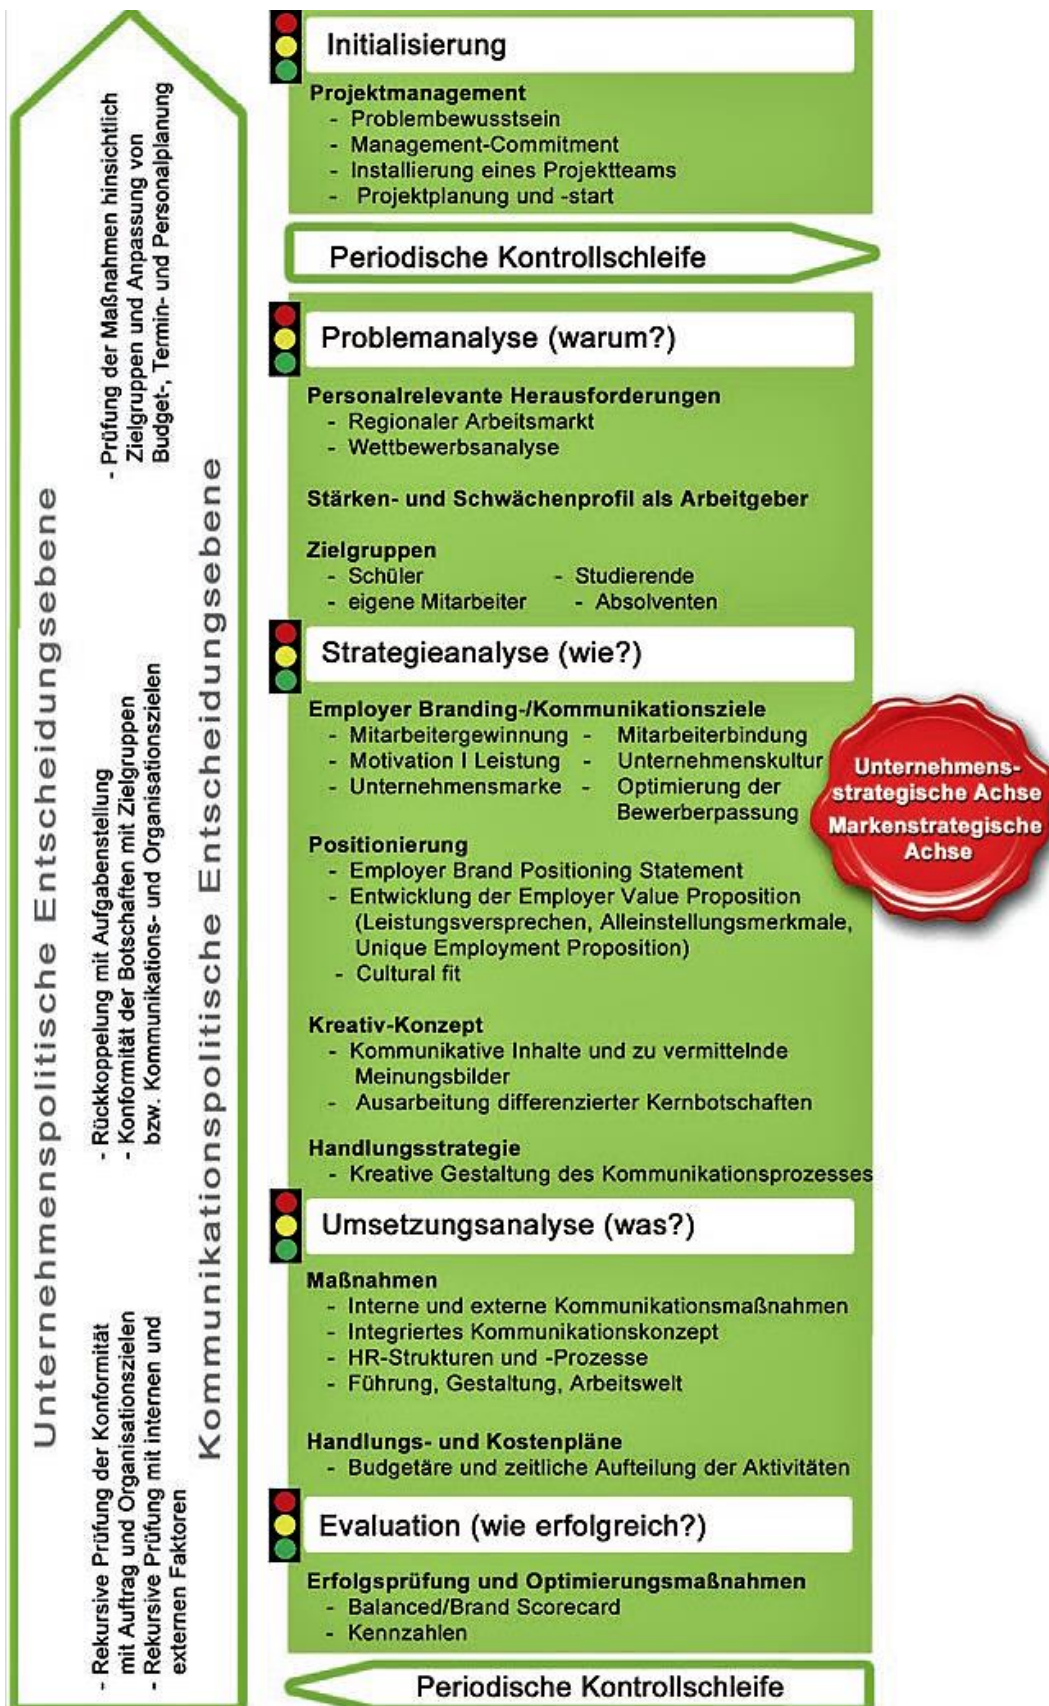 Initialisierung
Projektmanagement
- Problembewusstsein
- Management-Commitment
- Installierung eines Projektteams
- Projektplanung und -start
Periodische Kontrollschleife
Problemanalyse (warum?)
Personalrelevante Herausforderungen
- Regionaler Arbeitsmarkt
- Wettbewerbsanalyse
Stärken- und Schwächenprofil als Arbeitgeber
Zielgruppen
- Schüler - Studierende
- eigene Mitarbeiter - Absolventen
Strategieanalyse (wie?)
Employer Branding-/Kommunikationsziele
- Mitarbeitergewinnung - Mitarbeiterbindung
- Motivation I Leistung - Unternehmenskultur
- Unternehmensmarke - Optimierung der
Bewerberpassung
Positionierung
- Employer Brand Positioning Statement
- Entwicklung der Employer Value Proposition
(Leistungsversprechen, Alleinstellungsmerkmale,
Unique Employment Proposition)
- Cultural fit
Kreativ-Konzept
- Kommunikative Inhalte und zu vermittelnde
Meinungsbilder
- Ausarbeitung differenzierter Kernbotschaften
Handlungsstrategie
- Kreative Gestaltung des Kommunikationsprozesses
Umsetzungsanalyse (was?)
Maßnahmen
- Interne und externe Kommunikationsmaßnahmen
- Integriertes Kommunikationskonzept
- HR-Strukturen und -Prozesse
- Führung, Gestaltung, Arbeitswelt
Handlungs- und Kostenpläne
- Budgetäre und zeitliche Aufteilung der Aktivitäten
Evaluation (wie erfolgreich?)
Erfolgsprüfung und Optimierungsmaßnahmen
- Balanced/Brand Scorecard
- Kennzahlen
Periodische Kontrollschleife
Unternehmens-
strategische Achse
Markenstrategische
Achse
Unternehmenspolitische Entscheidungsebene
- Rekursive Prüfung der Konformität
mit Auftrag und Organisationszielen
- Rekursive Prüfung mit internen und
externen Faktoren
- Rückkoppelung mit Aufgabenstellung
- Konformität der Botschaften mit Zielgruppen
bzw. Kommunikations- und Organisationszielen
- Prüfung der Maßnahmen hinsichtlich
Zielgruppen und Anpassung von
Budget-, Termin- und Personalplanung
Kommunikationspolitische Entscheidungsebene